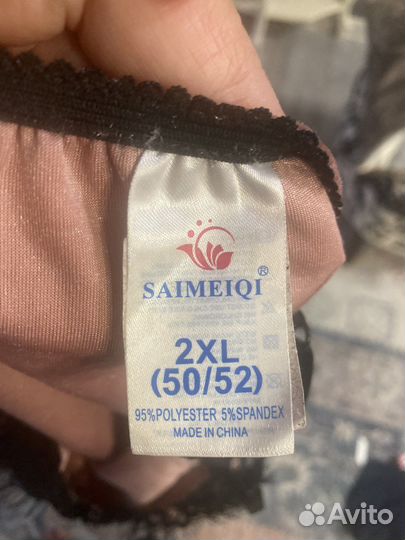 SAIMEIQI ®
2XL
(50/52)
95%POLYESTER 5%SPANDEX
MADE IN CHINA
Avito